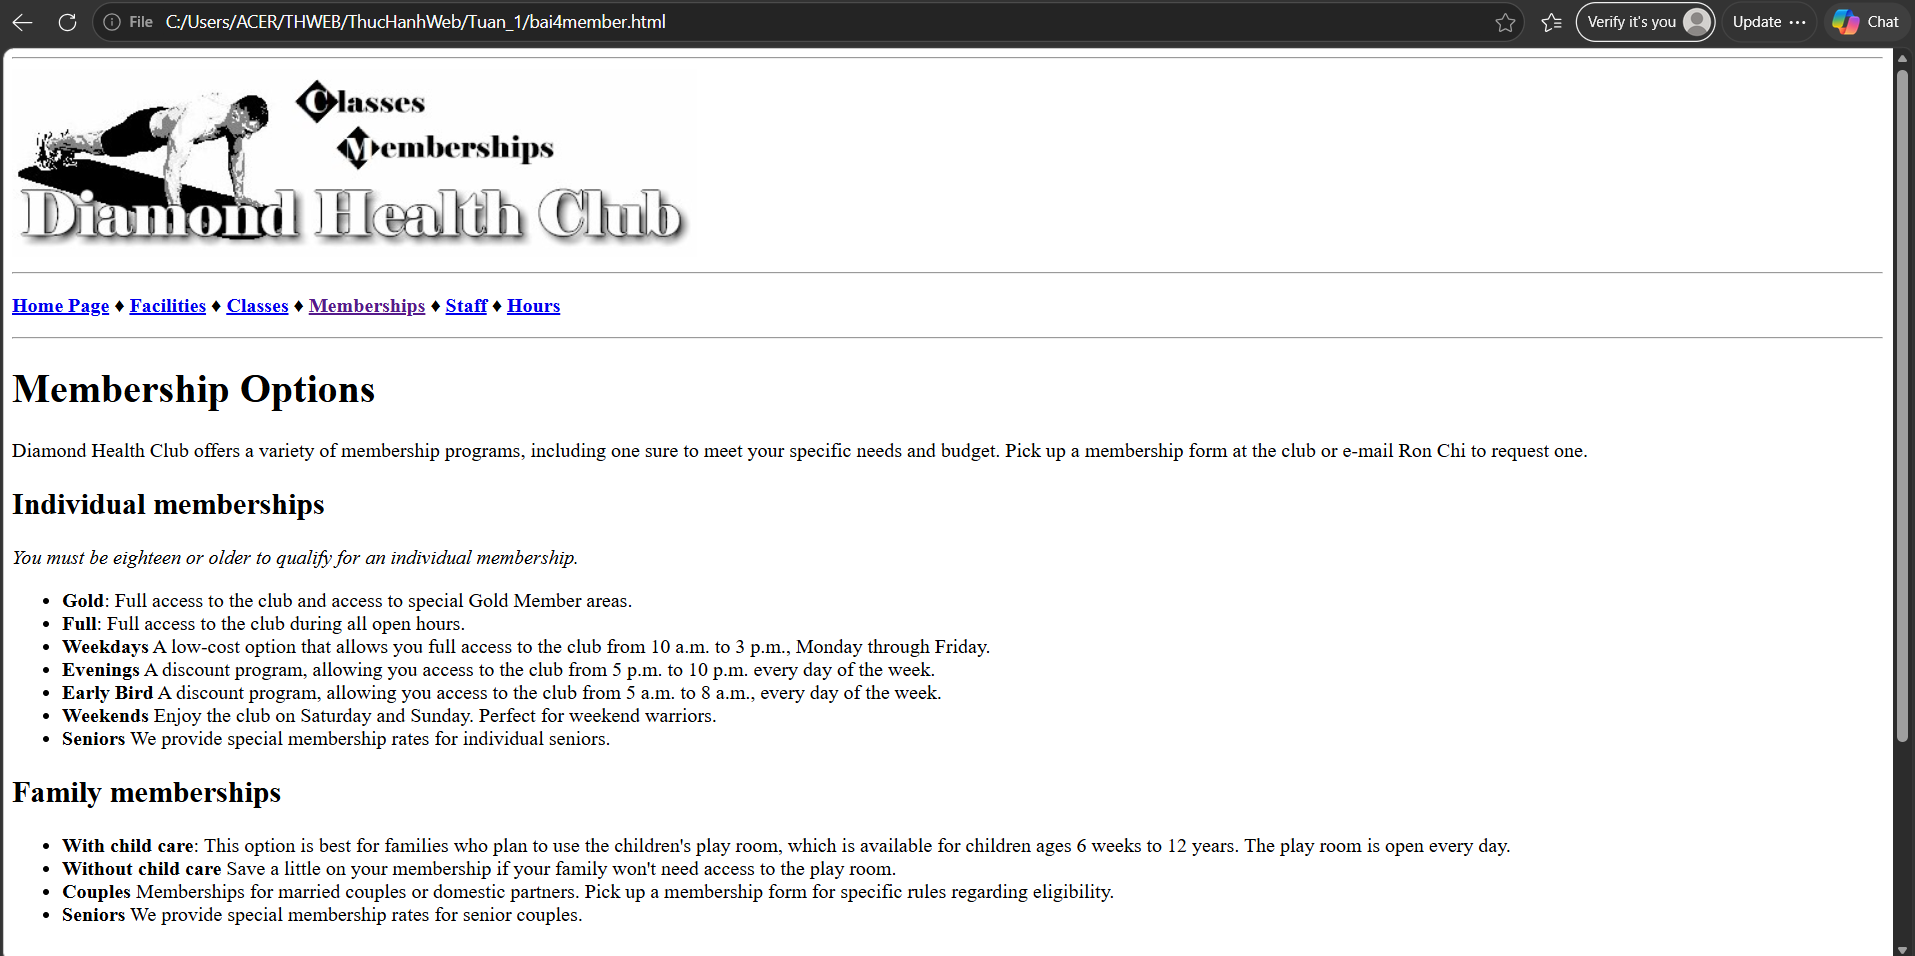 File C:/Users/ACER/THWEB/ThucHanhWeb/Tuan_1/bai4member.html Verify it's you Update Chat
Classes
Memberships
Diamond Health Club
Home Page ♦ Facilities ♦ Classes ♦ Memberships ♦ Staff ♦ Hours
Membership Options
Diamond Health Club offers a variety of membership programs, including one sure to meet your specific needs and budget. Pick up a membership form at the club or e-mail Ron Chi to request one.
Individual memberships
You must be eighteen or older to qualify for an individual membership.
• Gold: Full access to the club and access to special Gold Member areas.
• Full: Full access to the club during all open hours.
• Weekdays A low-cost option that allows you full access to the club from 10 a.m. to 3 p.m., Monday through Friday.
• Evenings A discount program, allowing you access to the club from 5 p.m. to 10 p.m. every day of the week.
• Early Bird A discount program, allowing you access to the club from 5 a.m. to 8 a.m., every day of the week.
• Weekends Enjoy the club on Saturday and Sunday. Perfect for weekend warriors.
• Seniors We provide special membership rates for individual seniors.
Family memberships
• With child care: This option is best for families who plan to use the children's play room, which is available for children ages 6 weeks to 12 years. The play room is open every day.
• Without child care Save a little on your membership if your family won't need access to the play room.
• Couples Memberships for married couples or domestic partners. Pick up a membership form for specific rules regarding eligibility.
• Seniors We provide special membership rates for senior couples.